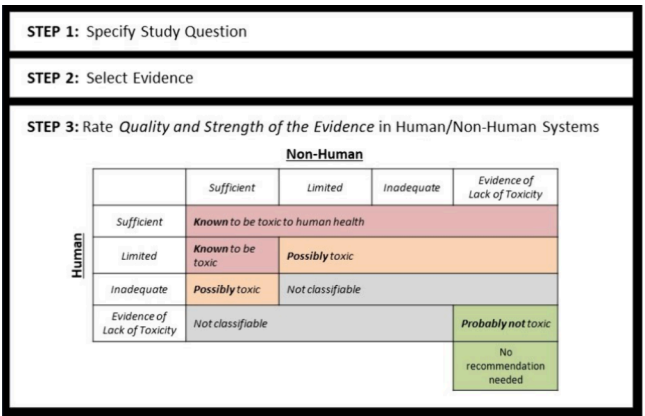 STEP 1: Specify Study Question
STEP 2: Select Evidence
STEP 3: Rate Quality and Strength of the Evidence in Human/Non-Human Systems
Non-Human
Sufficient Limited Inadequate Evidence of
Lack of Toxicity
Human
Sufficient Known to be toxic to human health
Limited Known to be
toxic Possibly toxic
Inadequate Possibly toxic Not classifiable
Evidence of
Lack of Toxicity Not classifiable Probably not toxic
No
recommendation
needed